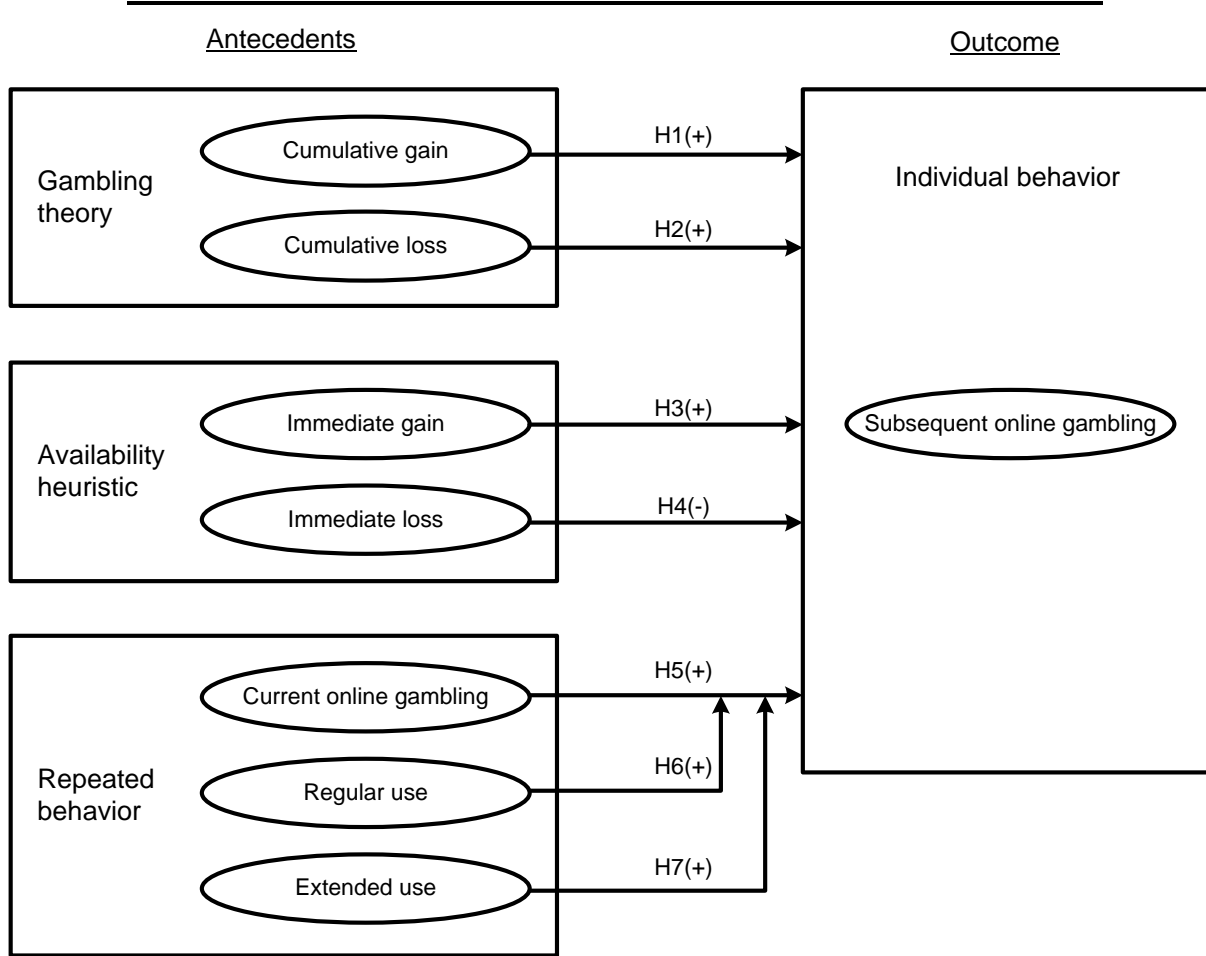 Antecedents
Outcome
Gambling
theory
Cumulative gain
H1(+)
Cumulative loss
H2(+)
Individual behavior
Availability
heuristic
Immediate gain
H3(+)
Immediate loss
H4(-)
Subsequent online gambling
Repeated
behavior
Current online gambling
H5(+)
Regular use
H6(+)
Extended use
H7(+)